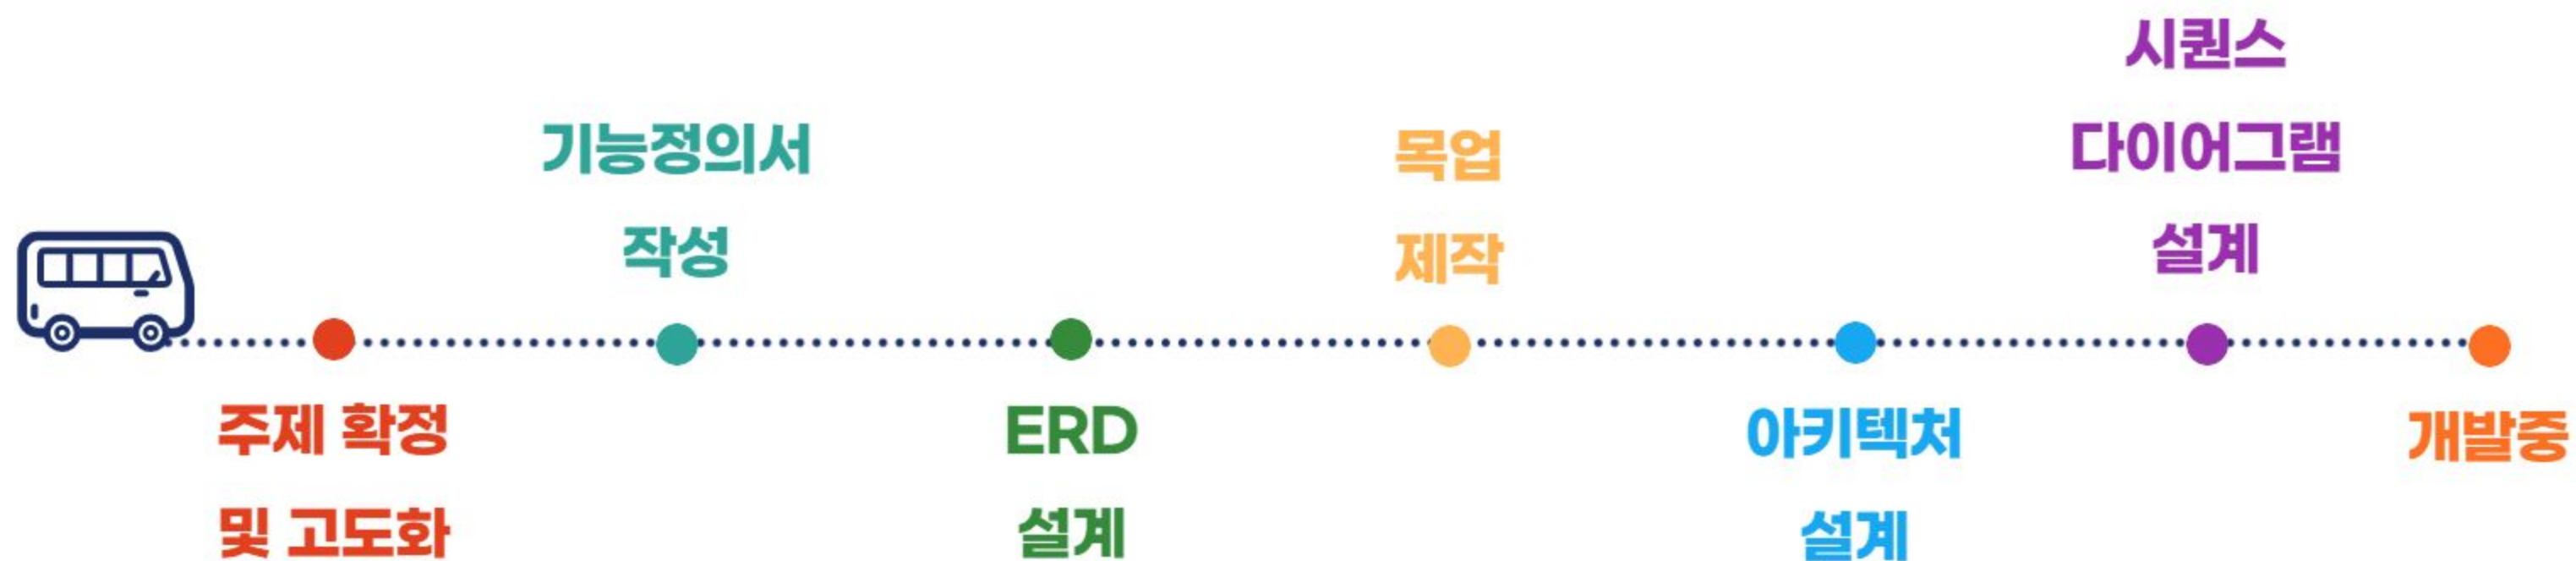 주제 확정
및 고도화
기능정의서
작성
ERD
설계
목업
제작
아키텍처
설계
시퀀스
다이어그램
설계
개발중